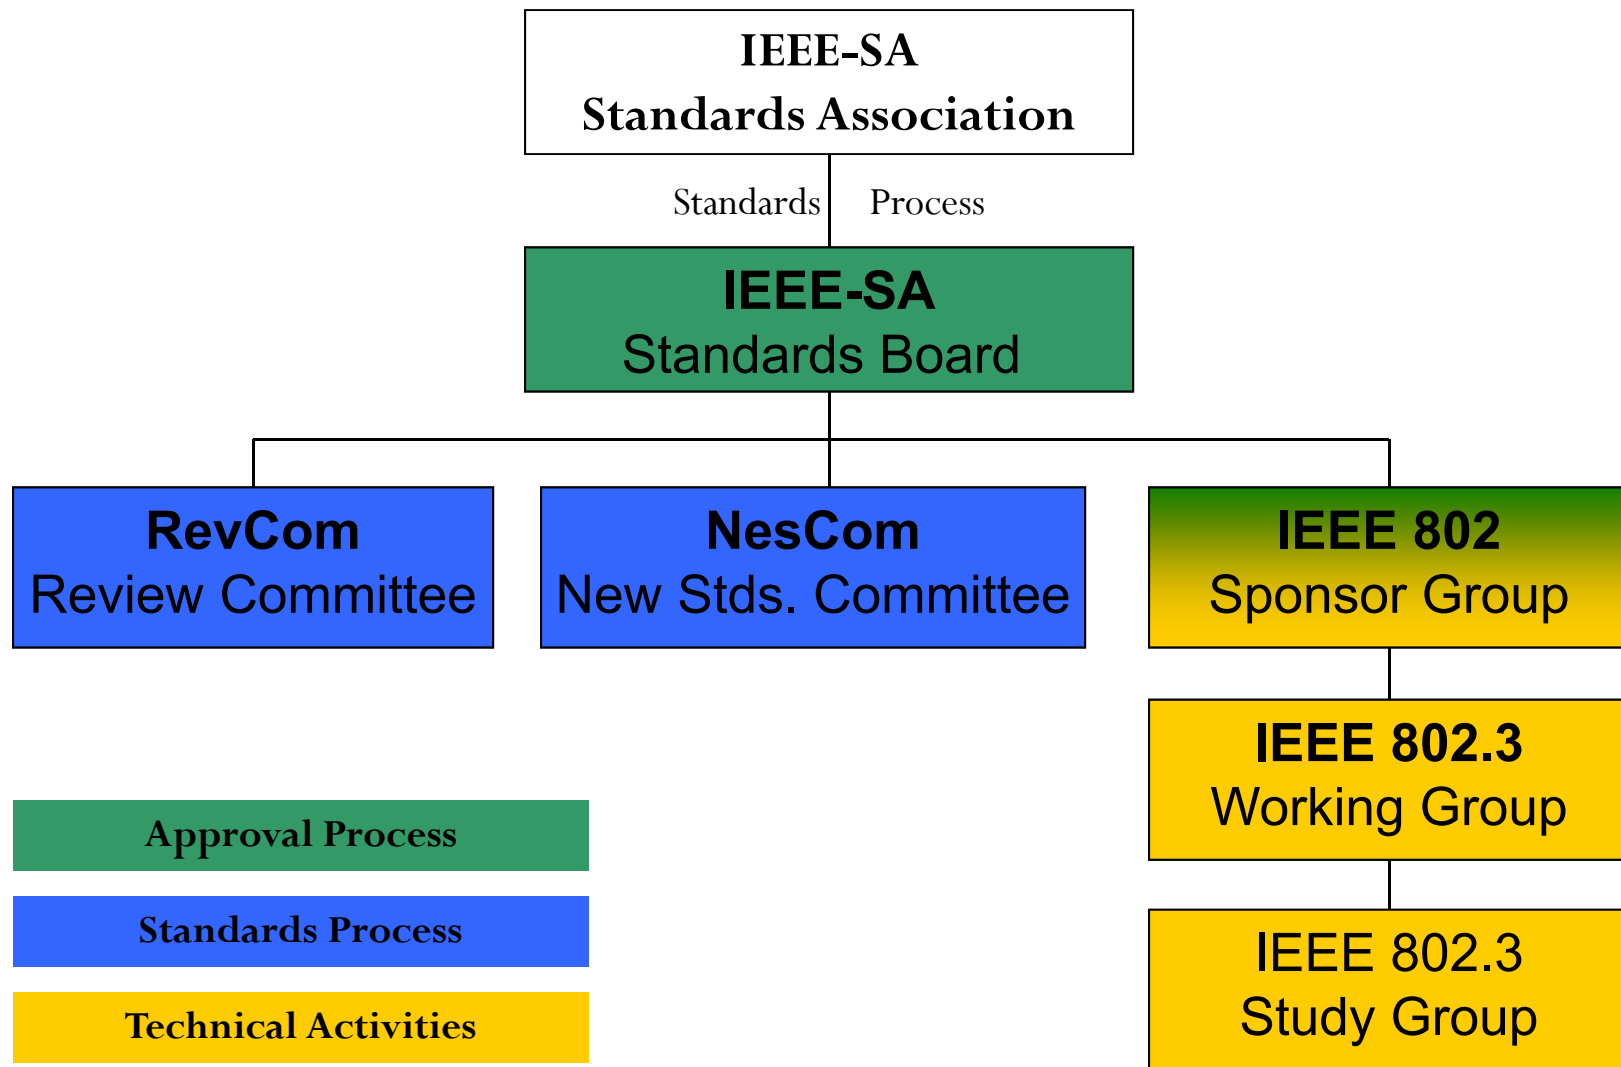 IEEE-SA
Standards Association
Standards Process
IEEE-SA
Standards Board
RevCom
Review Committee
NesCom
New Stds. Committee
IEEE 802
Sponsor Group
IEEE 802.3
Working Group
IEEE 802.3
Study Group
Approval Process
Standards Process
Technical Activities